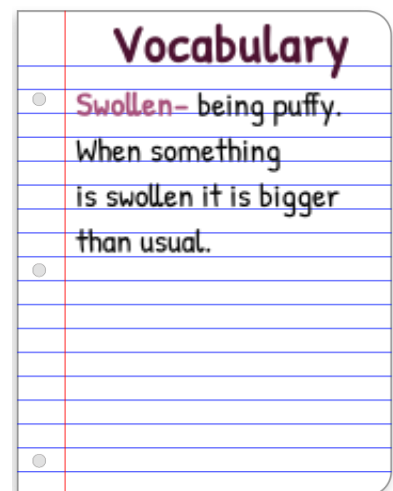 Vocabulary
Swollen- being puffy.
When something
is swollen it is bigger
than usual.